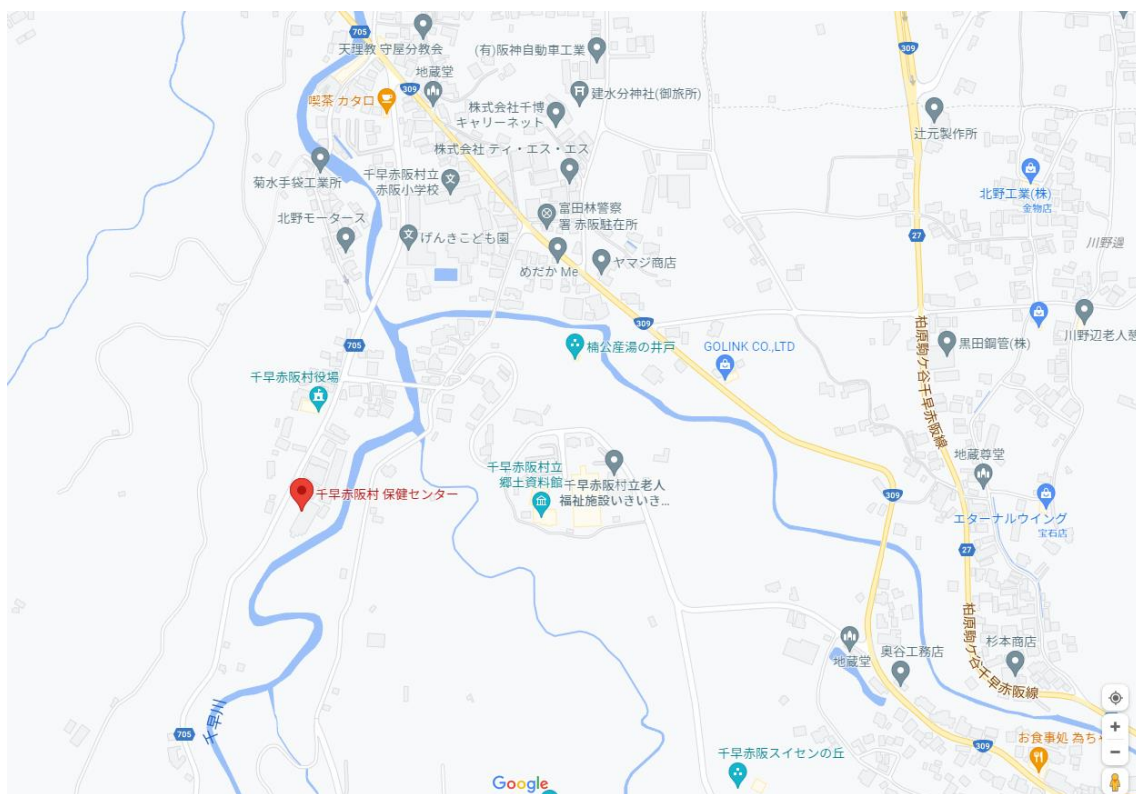 705
天理教 守屋分教会
(有)阪神自動車工業
309
地蔵堂
309
建水分神社(御旅所)
喫茶 カタロ
株式会社千博
キャリーネット
辻元製作所
株式会社 ティ・エス・エス
千早赤阪村立
赤阪小学校
菊水手袋工業所
北野工業(株)
金物店
富田林警察
署 赤阪駐在所
北野モータース
げんきこども園
27
川野邉
めだか Me
ヤマジ商店
309
705
楠公産湯の井戸
GOLINK CO.,LTD
黒田鋼管(株)
川野辺老人憩
柏原駒ケ谷千早赤阪線
千早赤阪村役場
地蔵尊堂
千早赤阪村立
郷土資料館
千早赤阪村立老人
福祉施設いきいき...
千早赤阪村 保健センター
309
エターナルウイング
宝石店
27
柏原駒ケ谷千早赤阪線
地蔵堂
奥谷工務店
杉本商店
千早川
705
309
お食事処 為ちゃ
千早赤阪スイセンの丘
Google